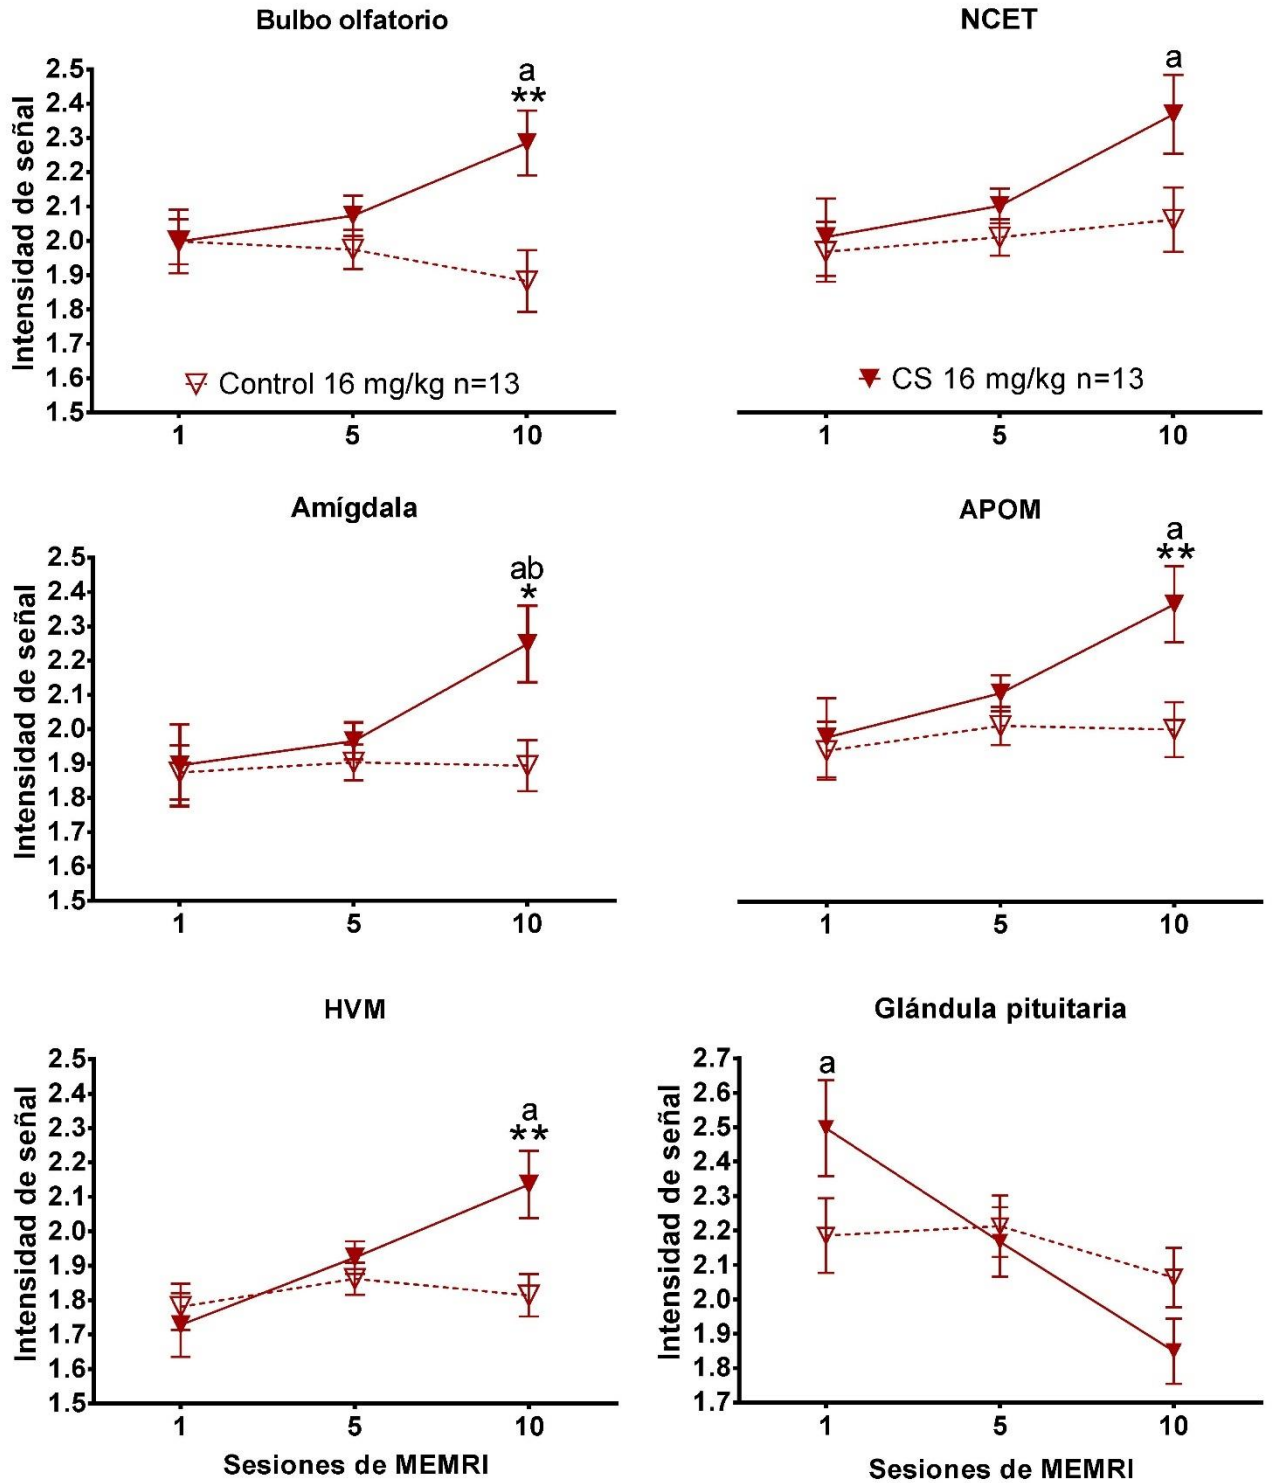 Bulbo olfatorio
Intensidad de señal
2.5
2.4
2.3
2.2
2.1
2.0
1.9
1.8
1.7
1.6
1.5
a
**
Control 16 mg/kg n=13
1 5 10
NCET
a
CS 16 mg/kg n=13
1 5 10
Amígdala
Intensidad de señal
2.5
2.4
2.3
2.2
2.1
2.0
1.9
1.8
1.7
1.6
1.5
ab
*
1 5 10
APOM
a
**
1 5 10
HVM
Intensidad de señal
2.5
2.4
2.3
2.2
2.1
2.0
1.9
1.8
1.7
1.6
1.5
a
**
1 5 10
Sesiones de MEMRI
Glándula pituitaria
Intensidad de señal
2.7
2.6
2.5
2.4
2.3
2.2
2.1
2.0
1.9
1.8
1.7
a
1 5 10
Sesiones de MEMRI